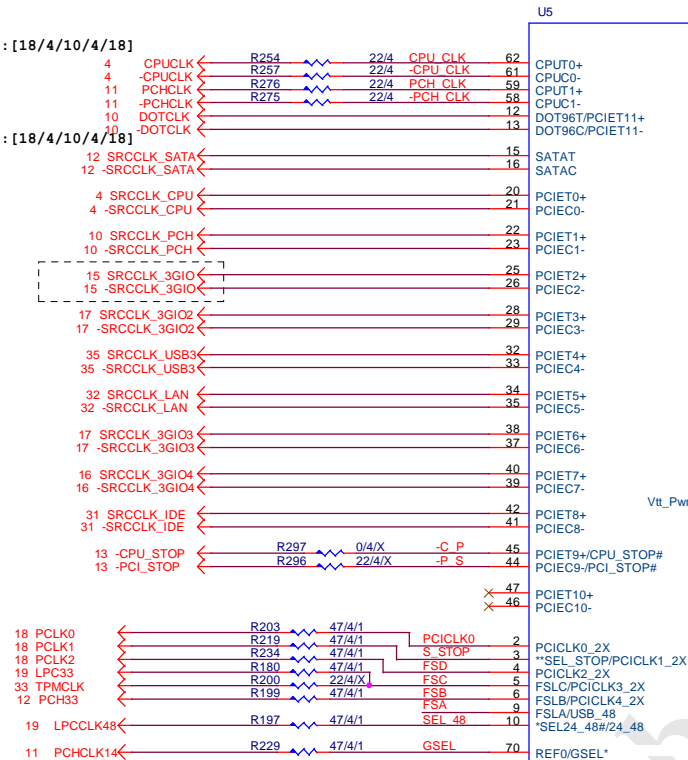 U5
:[18/4/10/4/18]
4 CPUCLK R254 22/4 CPU_CLK 62 CPUT0+
4 -CPUCLK R257 22/4 -CPU_CLK 61 CPUC0-
11 PCHCLK R276 22/4 PCH_CLK 59 CPUT1+
11 -PCHCLK R275 22/4 -PCH_CLK 58 CPUC1-
10 DOTCLK 12 DOT96T/PCIET11+
10 -DOTCLK 13 DOT96C/PCIET11-
:[18/4/10/4/18]
12 SRCCLK_SATA 15 SATAT
12 -SRCCLK_SATA 16 SATAC
4 SRCCLK_CPU 20 PCIET0+
4 -SRCCLK_CPU 21 PCIEC0-
10 SRCCLK_PCH 22 PCIET1+
10 -SRCCLK_PCH 23 PCIEC1-
15 SRCCLK_3GIO 25 PCIET2+
15 -SRCCLK_3GIO 26 PCIEC2-
17 SRCCLK_3GIO2 28 PCIET3+
17 -SRCCLK_3GIO2 29 PCIEC3-
35 SRCCLK_USB3 32 PCIET4+
35 -SRCCLK_USB3 33 PCIEC4-
32 SRCCLK_LAN 34 PCIET5+
32 -SRCCLK_LAN 35 PCIEC5-
17 SRCCLK_3GIO3 38 PCIET6+
17 -SRCCLK_3GIO3 37 PCIEC6-
16 SRCCLK_3GIO4 40 PCIET7+
16 -SRCCLK_3GIO4 39 PCIEC7-
Vtt_Pwr
31 SRCCLK_IDE 42 PCIET8+
31 -SRCCLK_IDE 41 PCIEC8-
13 -CPU_STOP R297 0/4/X -C_P 45 PCIET9+/CPU_STOP#
13 -PCI_STOP R296 22/4/X -P_S 44 PCIEC9-/PCI_STOP#
47 PCIET10+
46 PCIEC10-
18 PCLK0 R203 47/4/1 PCICLK0 2 PCICLK0_2X
18 PCLK1 R219 47/4/1 S_STOP 3 **SEL_STOP/PCICLK1_2X
18 PCLK2 R234 47/4/1 FSD 4 PCICLK2_2X
19 LPC33 R180 47/4/1 FSC 5 FSLC/PCICLK3_2X
33 TPMCLK R200 22/4/X
12 PCH33 R199 47/4/1 FSB 6 FSLB/PCICLK4_2X
FSA 9 FSLA/USB_48
19 LPCCLK48 R197 47/4/1 SEL_48 10 *SEL24_48#/24_48
11 PCHCLK14 R229 47/4/1 GSEL 70 REF0/GSEL*